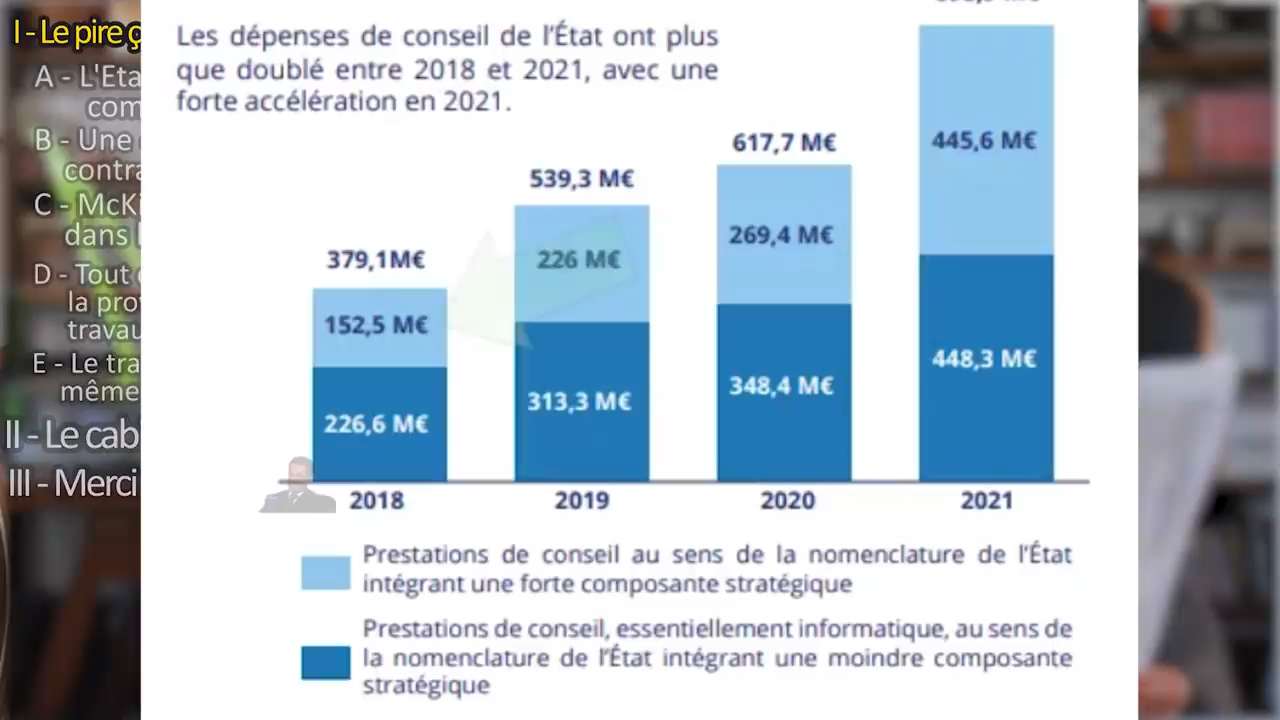 I - Le pire ç
A - L'Eta
com
B - Une
contra
C - McKi
dans l
D - Tout
la prov
travau
E - Le tra
même
II - Le cab
III - Merci
Les dépenses de conseil de l'État ont plus
que doublé entre 2018 et 2021, avec une
forte accélération en 2021.
379,1M€
152,5 M€
226,6 M€
539,3 M€
226 M€
313,3 M€
617,7 M€
269,4 M€
348,4 M€
445,6 M€
448,3 M€
2018 2019 2020 2021
Prestations de conseil au sens de la nomenclature de l'État
intégrant une forte composante stratégique
Prestations de conseil, essentiellement informatique, au sens de
la nomenclature de l'État intégrant une moindre composante
stratégique